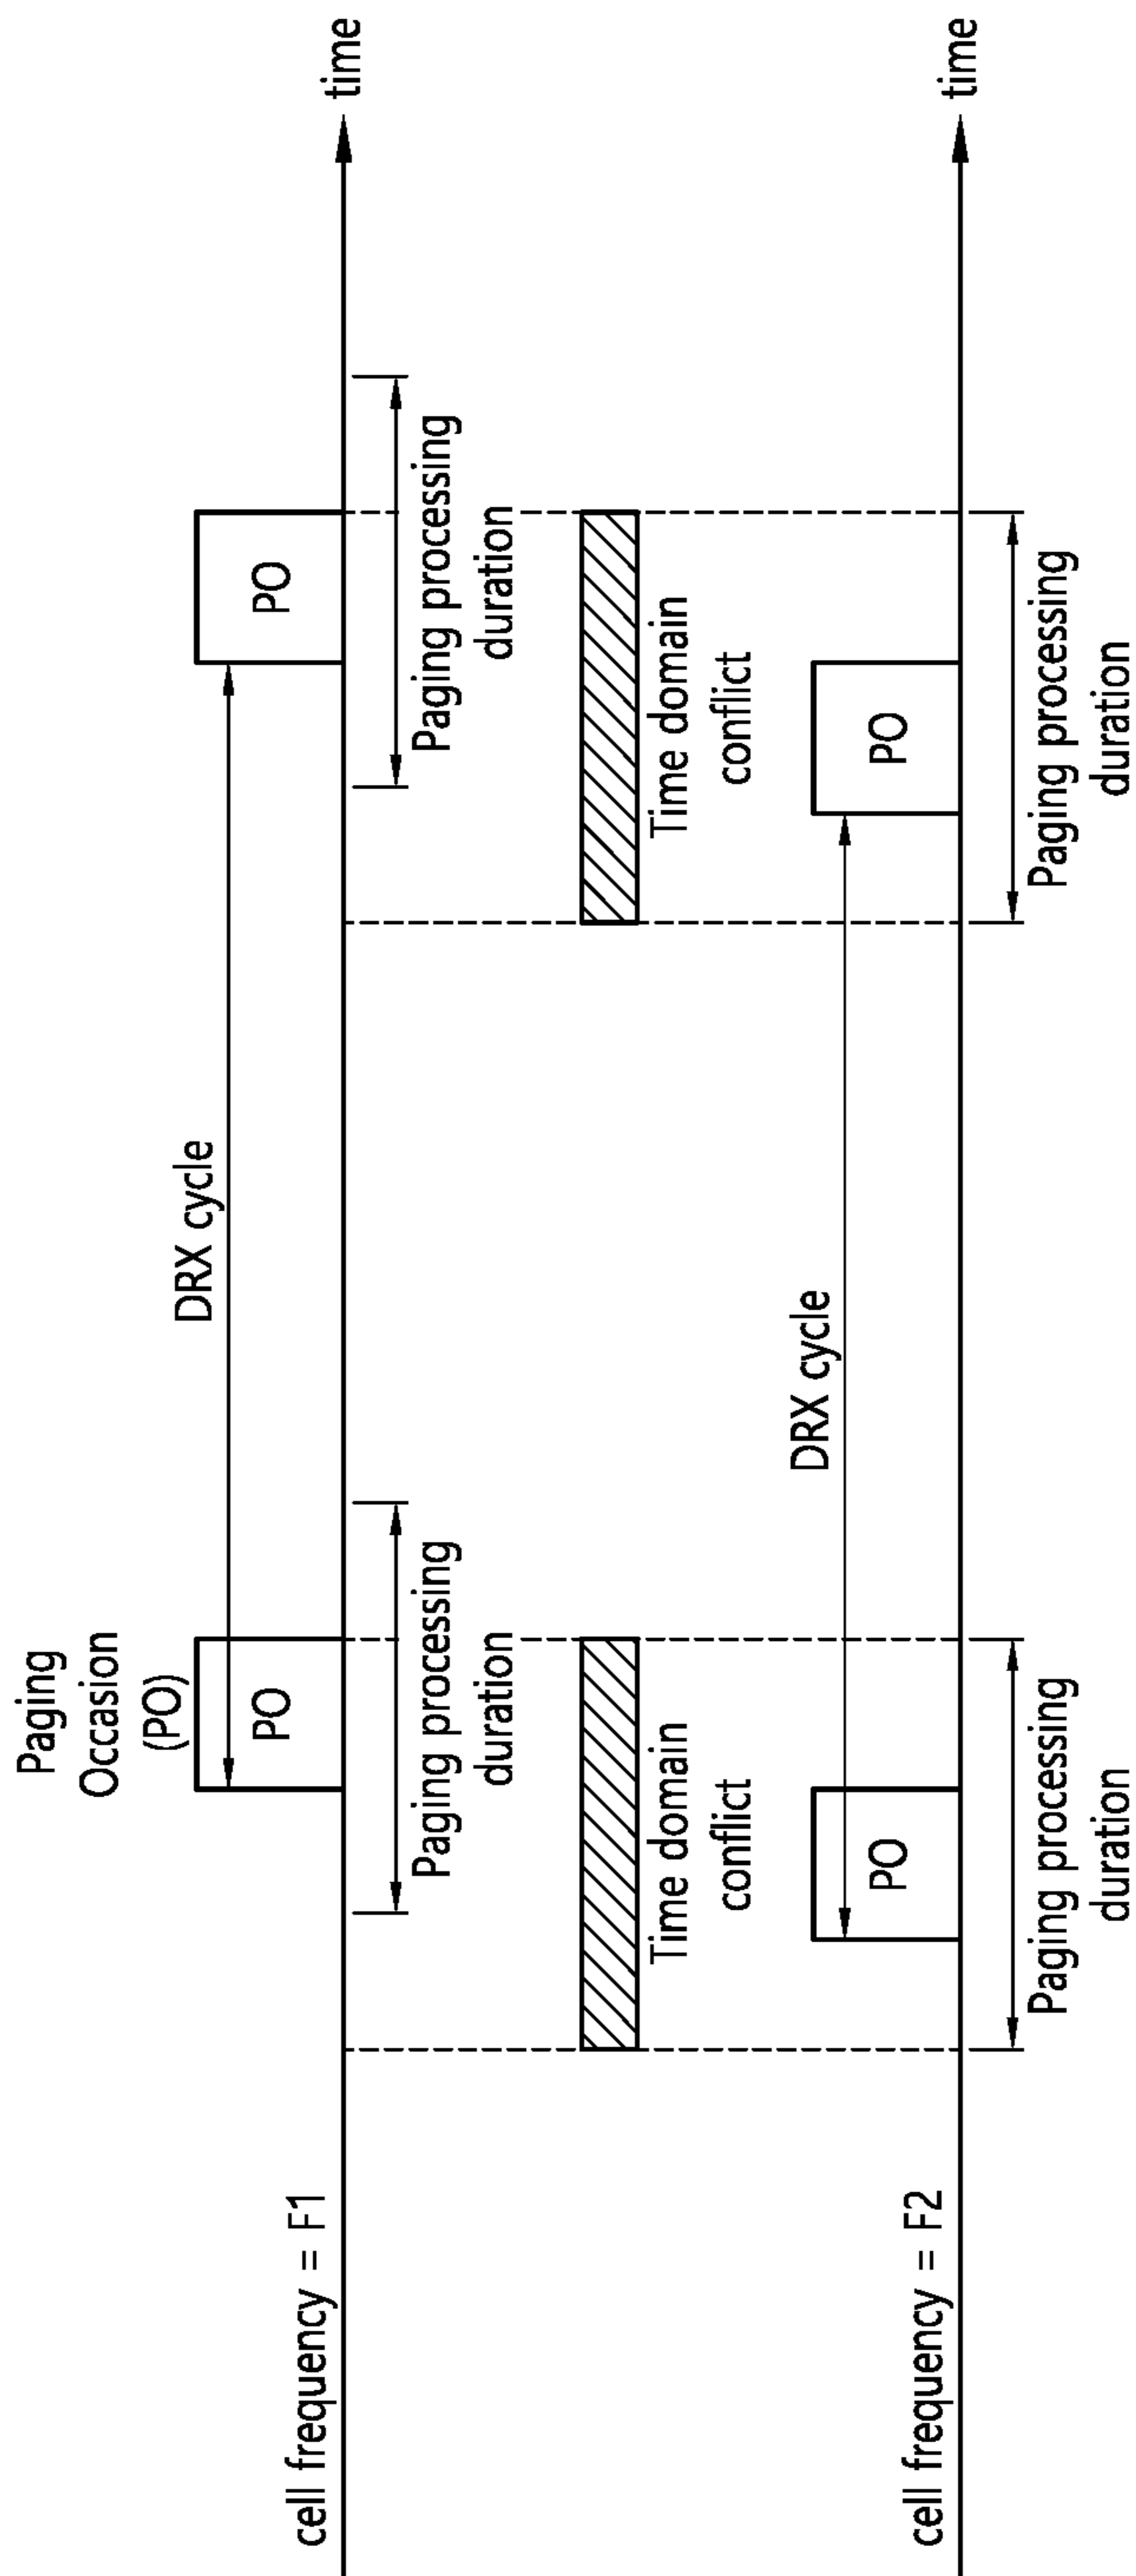 Paging
Occasion
(PO)
DRX cycle
PO
PO
cell frequency = F1
time
Paging processing
duration
Paging processing
duration
Time domain
conflict
Time domain
conflict
DRX cycle
PO
PO
cell frequency = F2
time
Paging processing
duration
Paging processing
duration